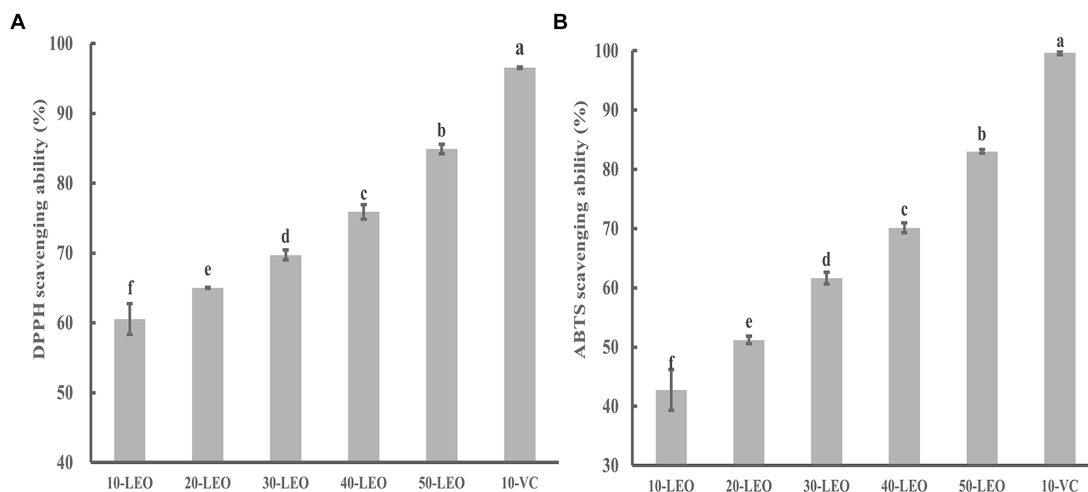 A
DPPH scavenging ability (%)
100
90
80
70
60
50
40
f
e
d
c
b
a
10-LEO 20-LEO 30-LEO 40-LEO 50-LEO 10-VC
B
ABTS scavenging ability (%)
100
90
80
70
60
50
40
30
f
e
d
c
b
a
10-LEO 20-LEO 30-LEO 40-LEO 50-LEO 10-VC